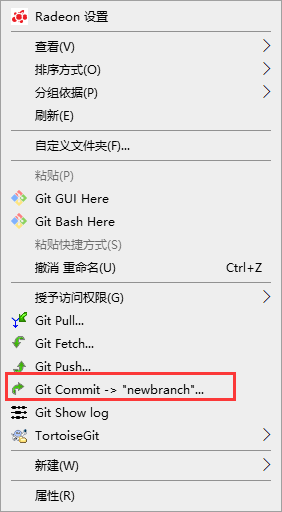 Radeon 设置
查看(V)
排序方式(O)
分组依据(P)
刷新(E)
自定义文件夹(F)...
粘贴(P)
Git GUI Here
Git Bash Here
粘贴快捷方式(S)
撤消 重命名(U) Ctrl+Z
授予访问权限(G)
Git Pull...
Git Fetch...
Git Push...
Git Commit -> "newbranch"...
Git Show log
TortoiseGit
新建(W)
属性(R)